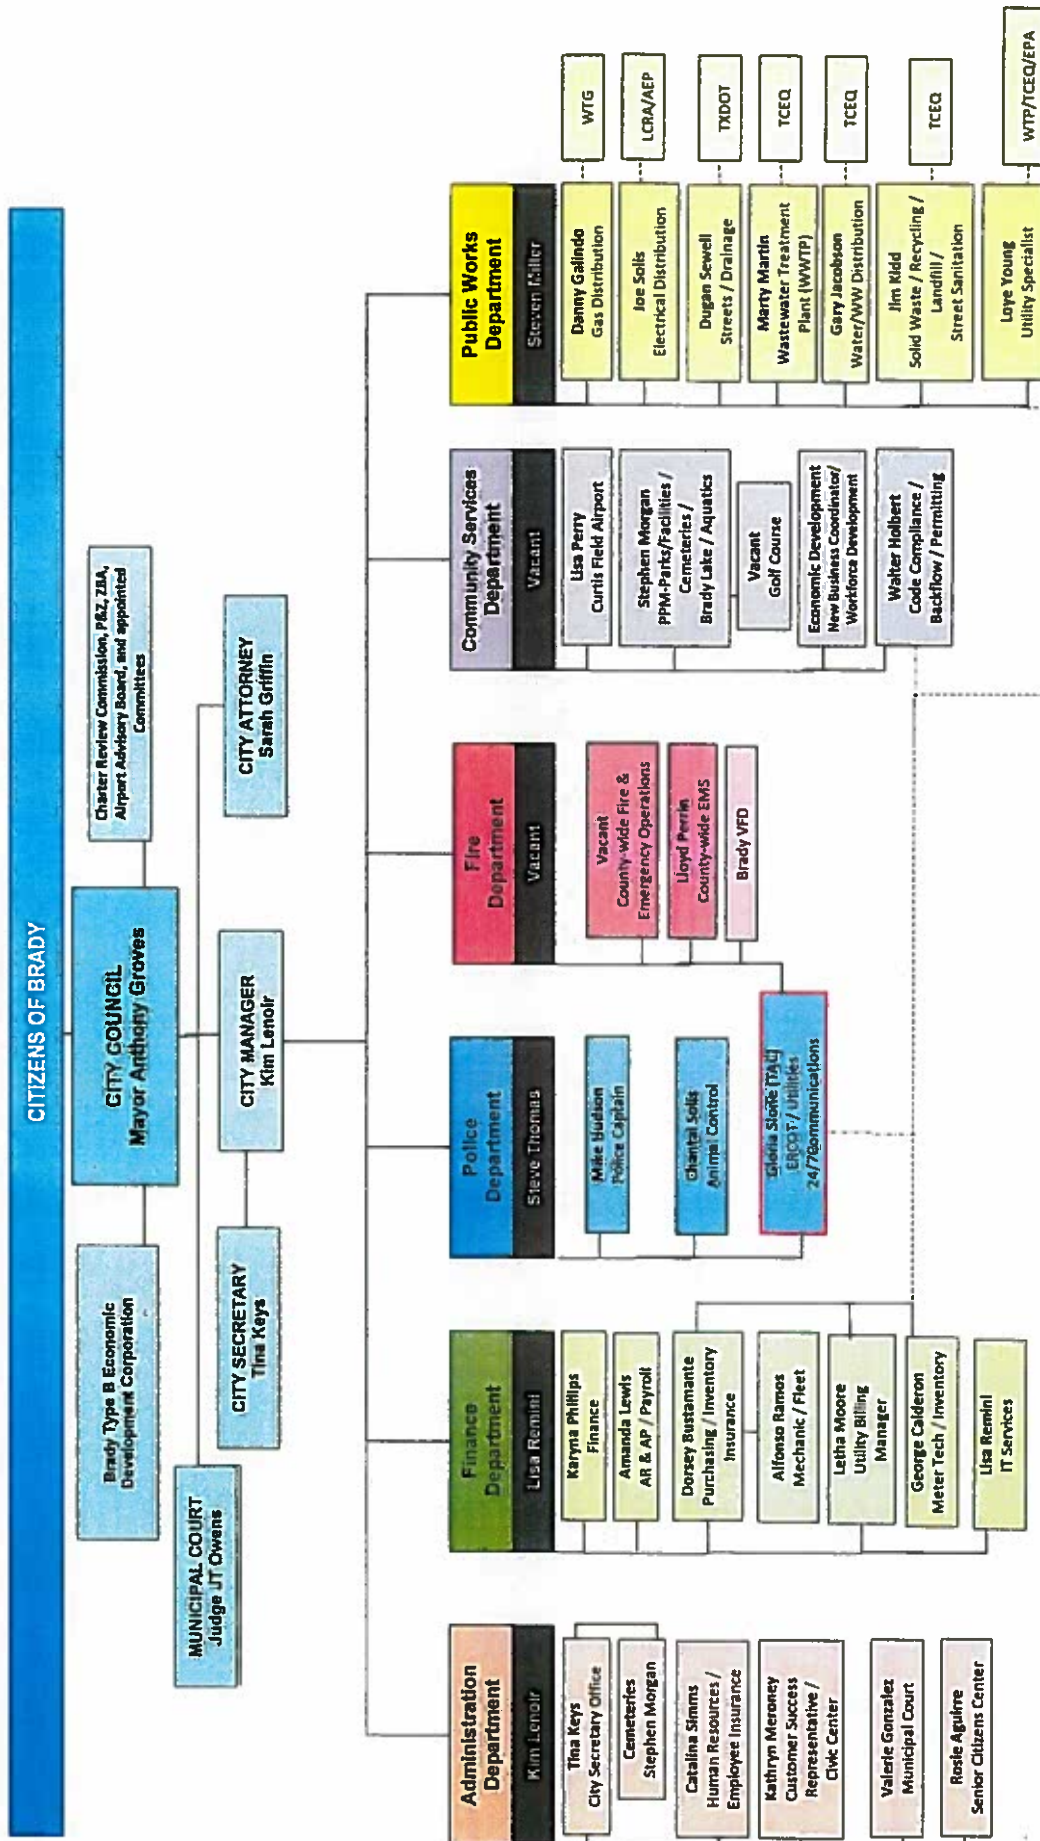 CITIZENS OF BRADY
Brady Type B Economic
Development Corporation
CITY COUNCIL
Mayor Anthony Groves
Charter Review Commission, P&Z, ZBA,
Airport Advisory Board, and appointed
Committees
MUNICIPAL COURT
Judge JT Owens
CITY SECRETARY
Tina Keys
CITY MANAGER
Kim Lenoir
CITY ATTORNEY
Sarah Griffin
Administration
Department
Kim Lenoir
Tina Keys
City Secretary Office
Cemeteries
Stephen Morgan
Catalina Simms
Human Resources /
Employee Insurance
Kathryn Meroney
Customer Success
Representative /
Civic Center
Valerie Gonzalez
Municipal Court
Rosie Aguirre
Senior Citizens Center
Finance
Department
Lisa Remini
Karyna Phillips
Finance
Amanda Lewis
AR & AP / Payroll
Dorsey Bustamante
Purchasing / Inventory
Insurance
Alfonso Ramos
Mechanic / Fleet
Letha Moore
Utility Billing
Manager
George Calderon
Meter Tech / Inventory
Lisa Remini
IT Services
Police
Department
Steve Thomas
Mike Hudson
Police Captain
Chantal Solis
Animal Control
Gloria Slone (TAC)
ERCOT / Utilities
24/7Communications
Fire
Department
Vacant
Vacant
County-wide Fire &
Emergency Operations
Lloyd Perrin
County-wide EMS
Brady VFD
Community Services
Department
Vacant
Lisa Perry
Curtis Field Airport
Stephen Morgan
PPM-Parks/Facilities /
Cemeteries /
Brady Lake / Aquatics
Vacant
Golf Course
Economic Development
New Business Coordinator/
Workforce Development
Walter Holbert
Code Compliance /
Backflow / Permitting
Public Works
Department
Steven Miller
Danny Galindo
Gas Distribution
WTG
Joe Solis
Electrical Distribution
LCRA/AEP
Dugan Sewell
Streets / Drainage
TXDOT
Marty Martin
Wastewater Treatment
Plant (WWTP)
TCEQ
Gary Jacobson
Water/WW Distribution
TCEQ
Jim Kidd
Solid Waste / Recycling /
Landfill /
Street Sanitation
TCEQ
Loye Young
Utility Specialist
WTP/TCEQ/EPA